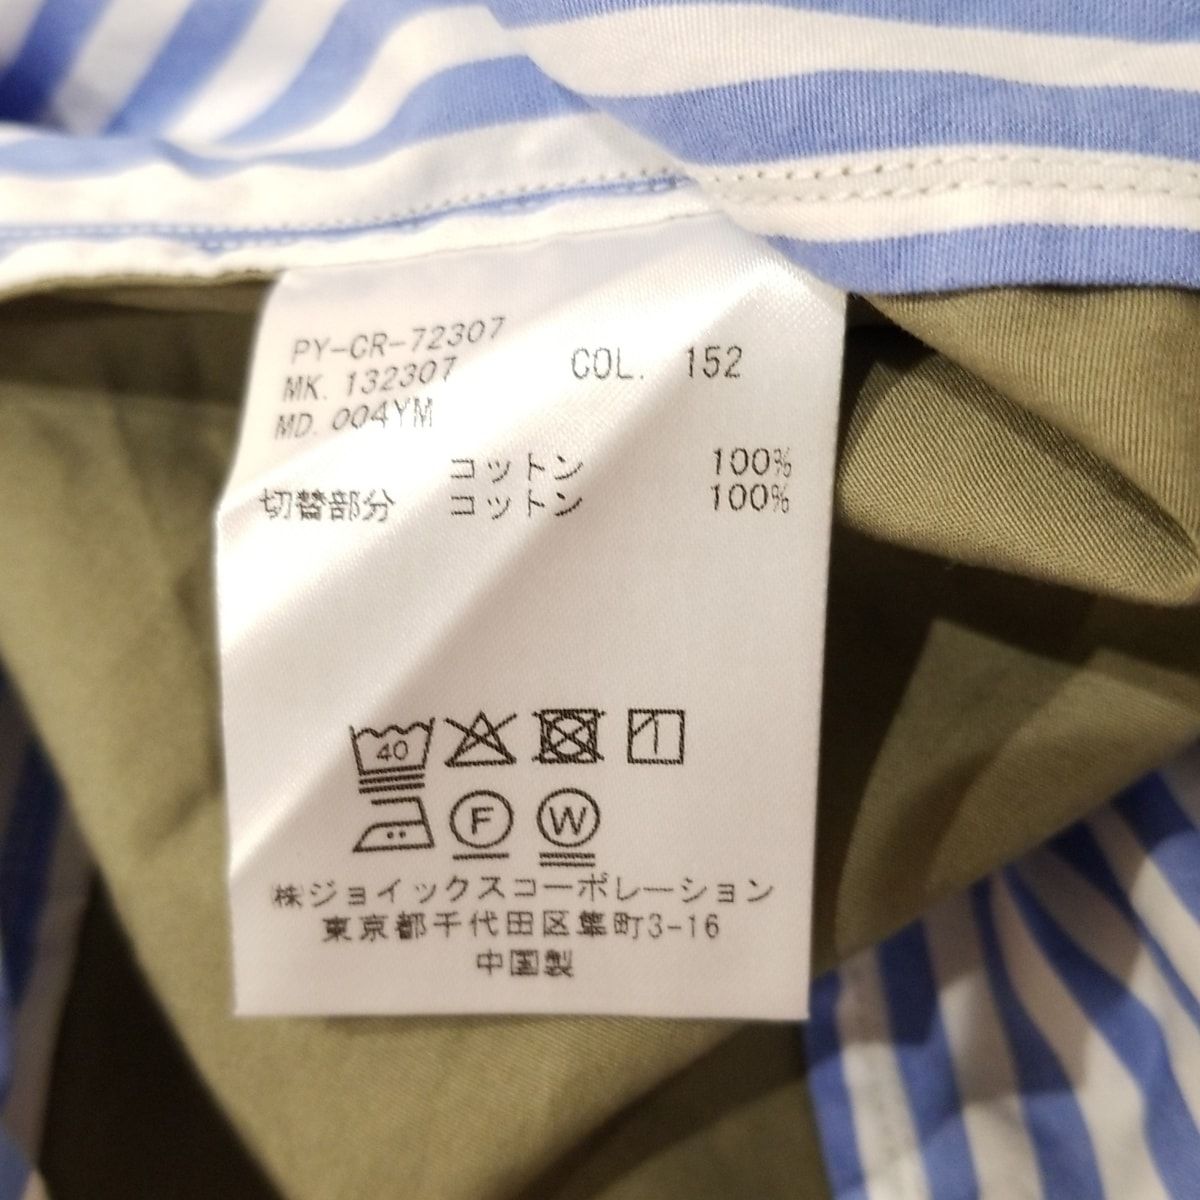 PY-CR-72307
MK. 132307 COL. 152
MD. 004YM
コットン 100%
切替部分 コットン 100%
40
F W
㈱ジョイックスコーポレーション
東京都千代田区隼町3-16
中国製